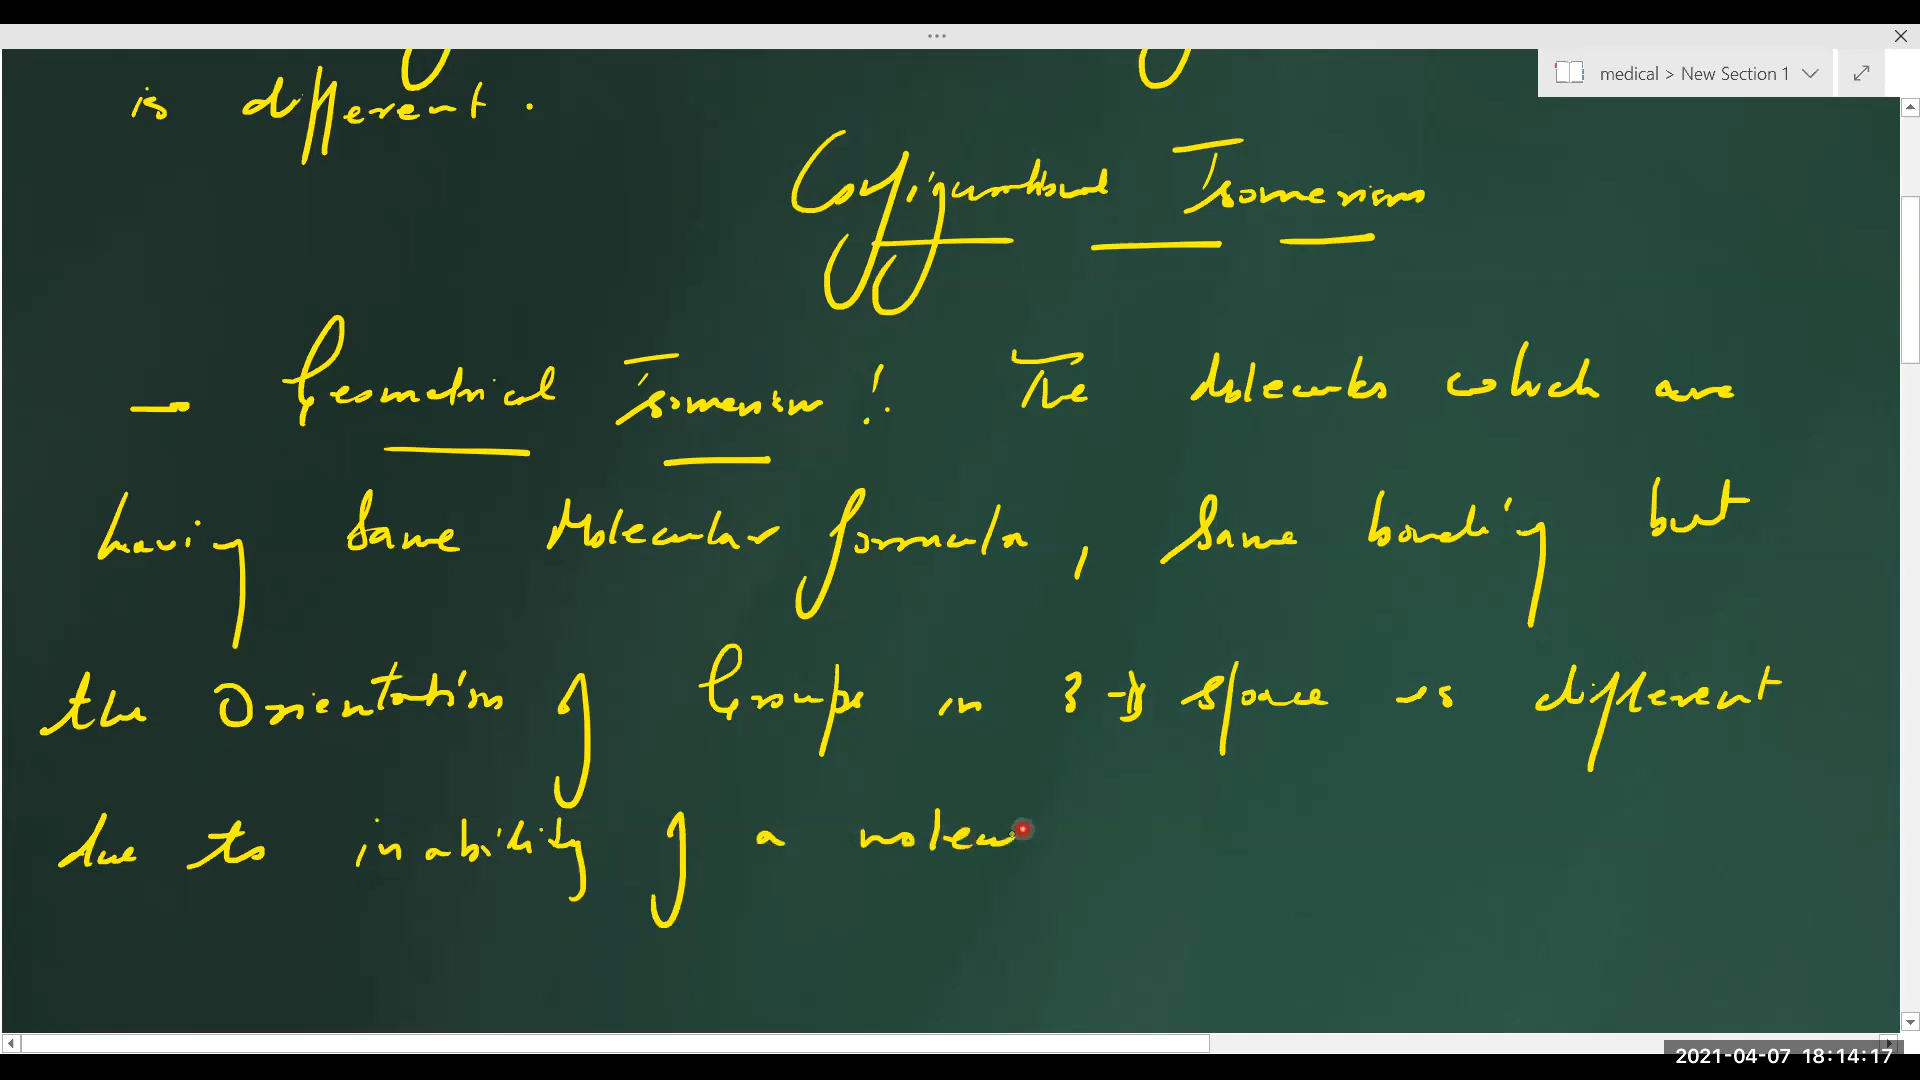 medical > New Section 1
is different.
Configurational Isomerism
- Geometrical Isomerism: The Molecules which are
having Same Molecular formula, Same bonding but
the Orientation of Groups in 3-D space is different
due to inability of a molecu
2021-04-07 18:14:17